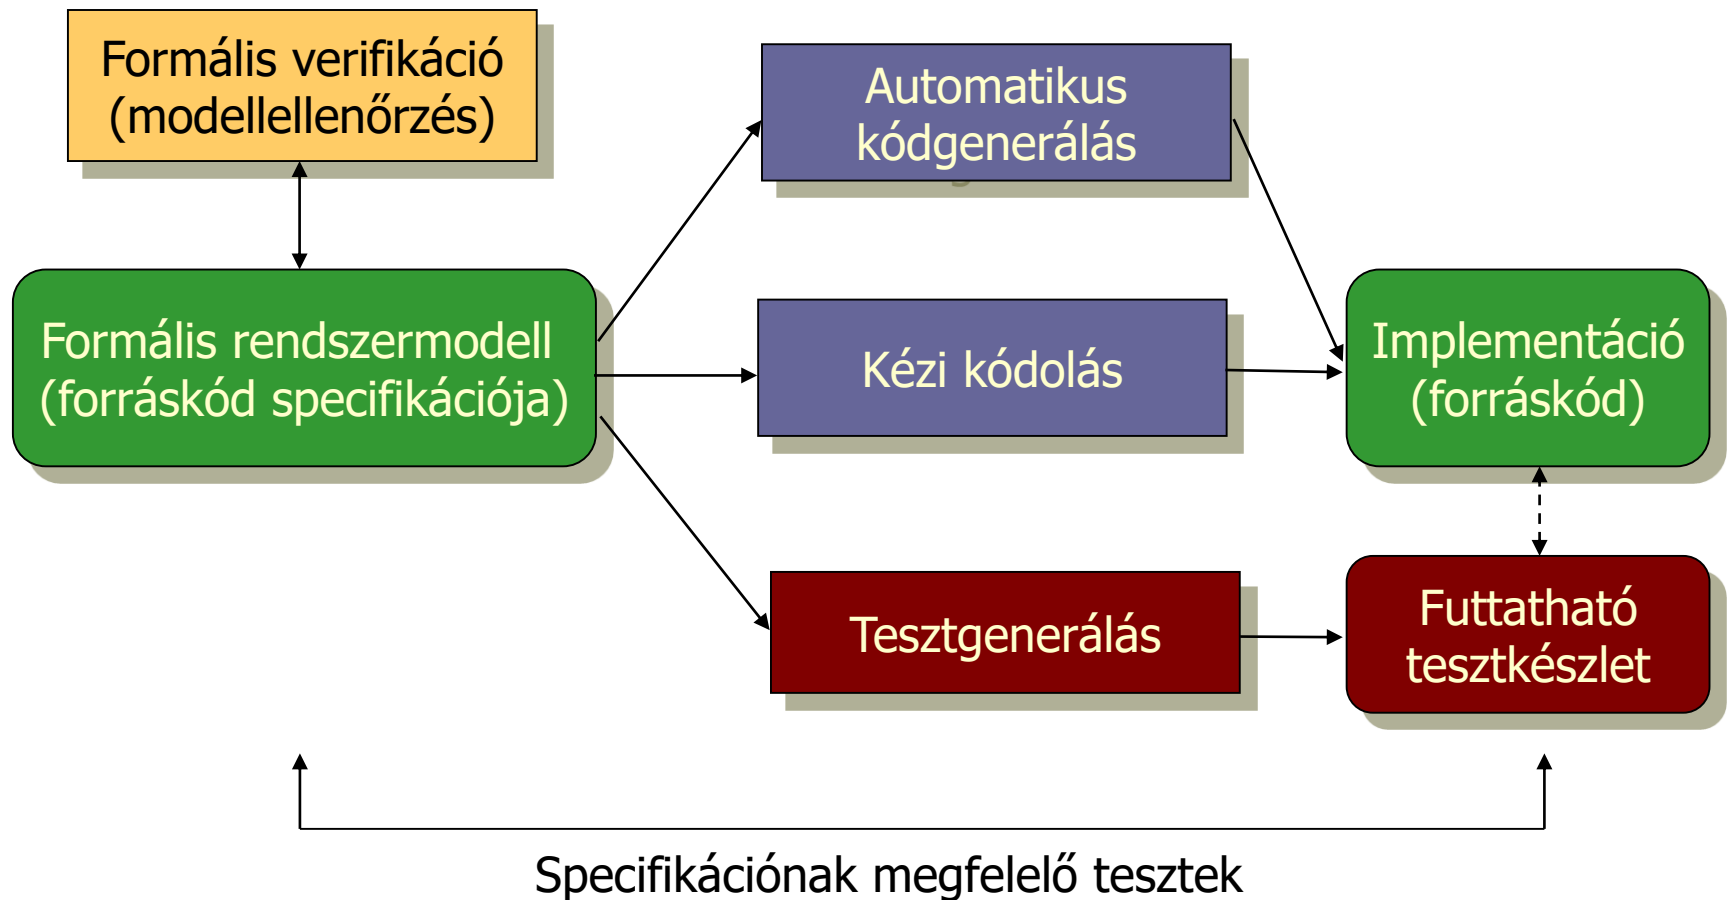 Formális verifikáció
(modellellenőrzés)
Automatikus
kódgenerálás
Formális rendszermodell
(forráskód specifikációja)
Kézi kódolás
Implementáció
(forráskód)
Tesztgenerálás
Futtatható
tesztkészlet
Specifikációnak megfelelő tesztek